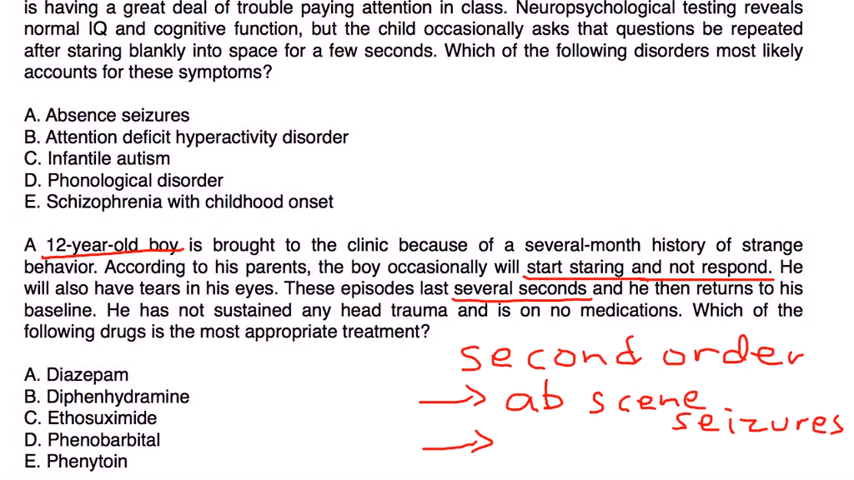 is having a great deal of trouble paying attention in class. Neuropsychological testing reveals
normal IQ and cognitive function, but the child occasionally asks that questions be repeated
after staring blankly into space for a few seconds. Which of the following disorders most likely
accounts for these symptoms?
A. Absence seizures
B. Attention deficit hyperactivity disorder
C. Infantile autism
D. Phonological disorder
E. Schizophrenia with childhood onset
A 12-year-old boy is brought to the clinic because of a several-month history of strange
behavior. According to his parents, the boy occasionally will start staring and not respond. He
will also have tears in his eyes. These episodes last several seconds and he then returns to his
baseline. He has not sustained any head trauma and is on no medications. Which of the
following drugs is the most appropriate treatment?
A. Diazepam
B. Diphenhydramine
C. Ethosuximide
D. Phenobarbital
E. Phenytoin
second order
→ ab scene
seizures
→